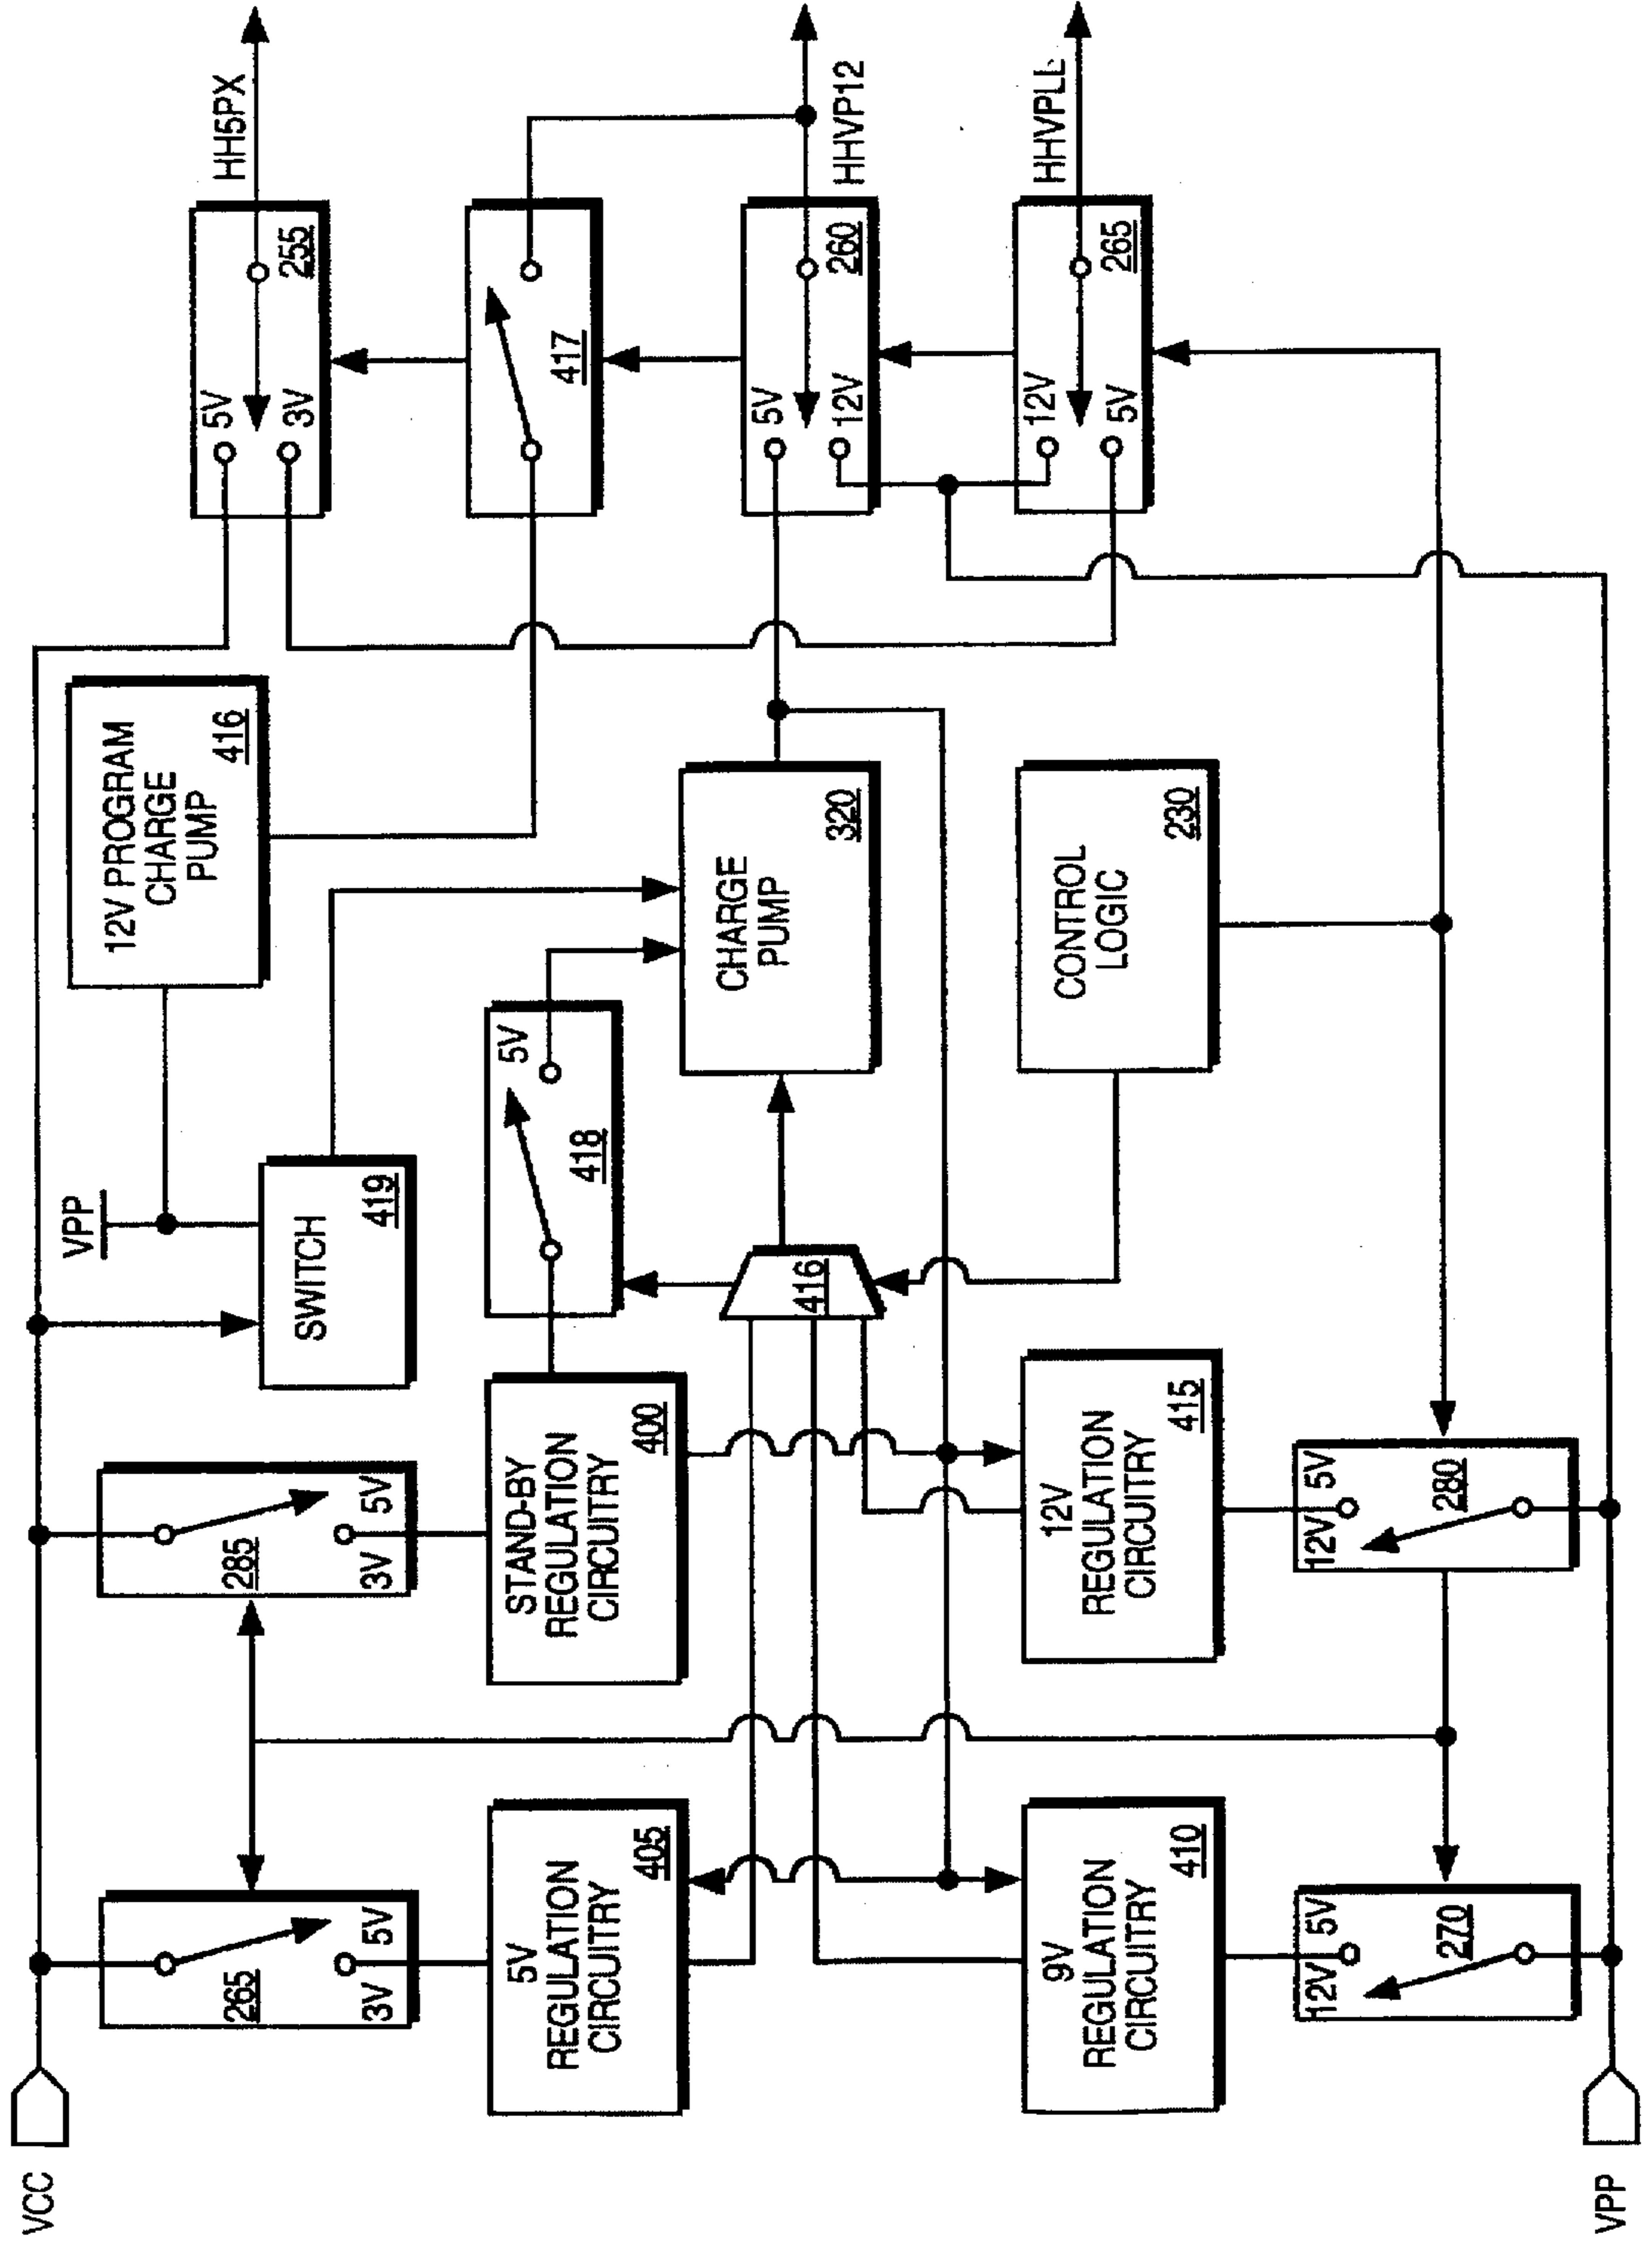 VCC
265
3V
5V
285
3V
5V
SWITCH
419
VPP
12V PROGRAM
CHARGE
PUMP
416
5V
3V
255
HH5PX
5V
REGULATION
CIRCUITRY
405
STAND-BY
REGULATION
CIRCUITRY
400
418
5V
417
416
CHARGE
PUMP
320
5V
12V
260
HHVP12
9V
REGULATION
CIRCUITRY
410
12V
REGULATION
CIRCUITRY
415
CONTROL
LOGIC
230
12V
5V
265
HHVPLL
12V
5V
270
12V
5V
280
VPP